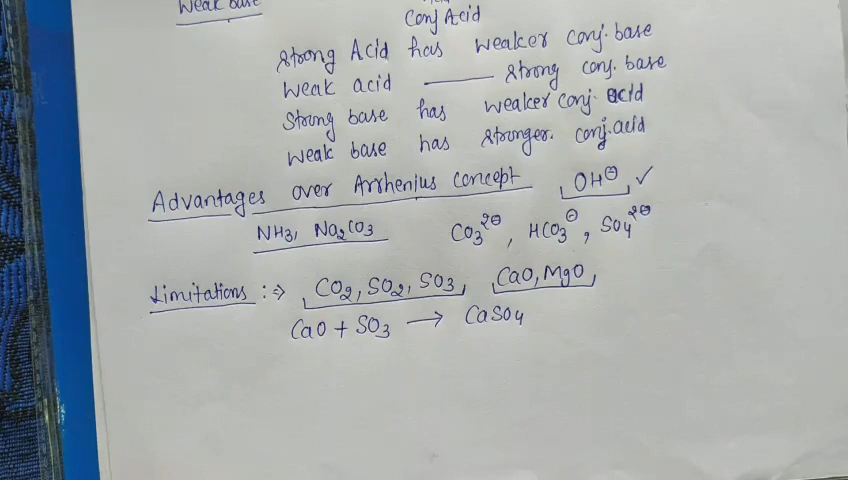 Weak base
Conj Acid
Strong Acid has weaker conj. base
Weak acid —— strong conj. base
Strong base has weaker conj. acid
Weak base has stronger. conj. acid
Advantages over Arrhenius concept OH⊖ ✓
NH₃, Na₂CO₃ CO₃²⊖, HCO₃⊖, SO₄²⊖
Limitations :⇒ CO₂, SO₂, SO₃, CaO, MgO,
CaO + SO₃ → CaSO₄